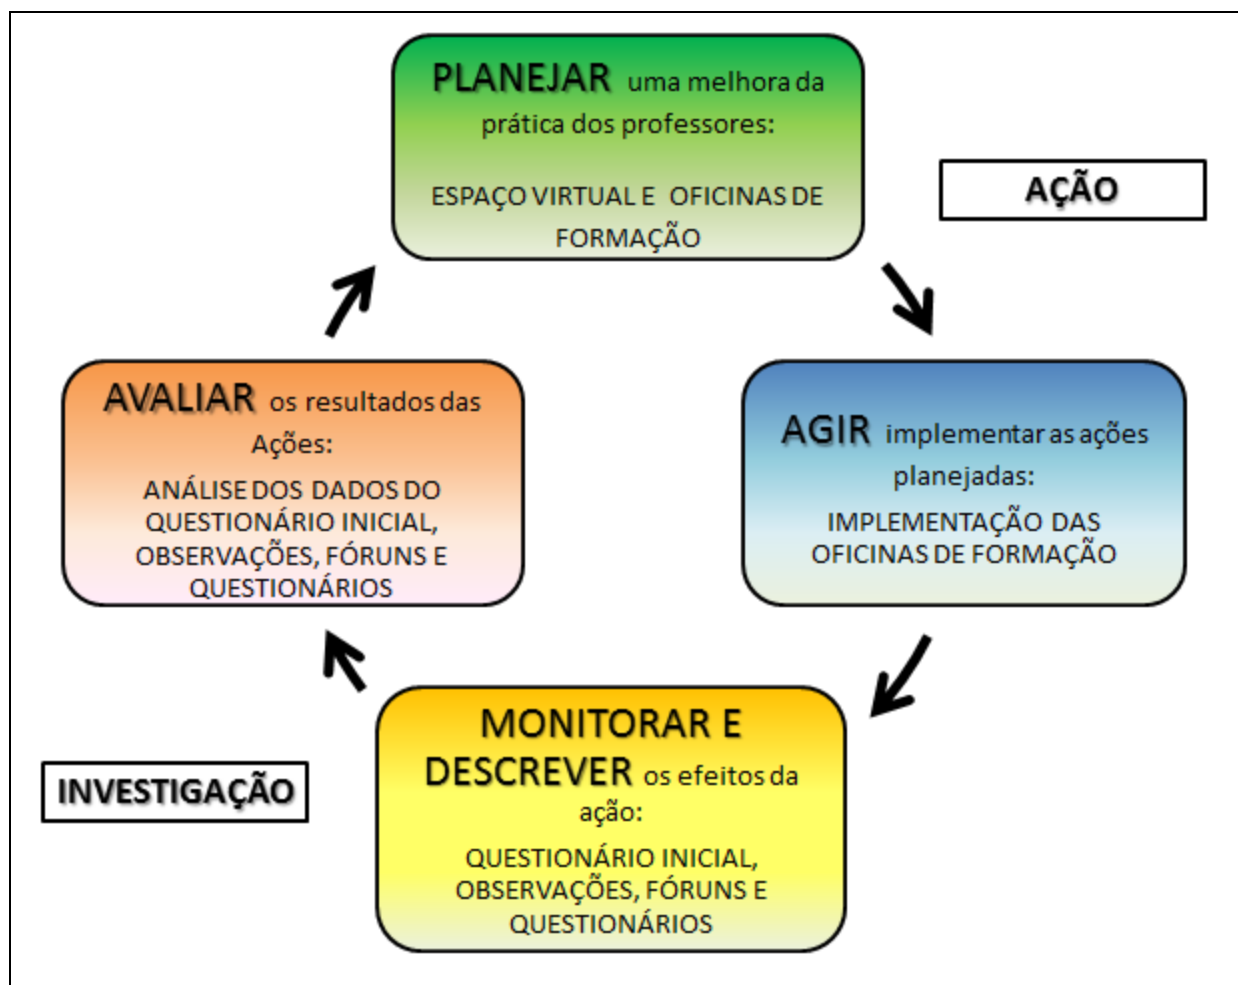 PLANEJAR uma melhora da
prática dos professores:
ESPAÇO VIRTUAL E OFICINAS DE
FORMAÇÃO
AÇÃO
AGIR implementar as ações
planejadas:
IMPLEMENTAÇÃO DAS
OFICINAS DE FORMAÇÃO
MONITORAR E
DESCREVER os efeitos da
ação:
QUESTIONÁRIO INICIAL,
OBSERVAÇÕES, FÓRUNS E
QUESTIONÁRIOS
INVESTIGAÇÃO
AVALIAR os resultados das
Ações:
ANÁLISE DOS DADOS DO
QUESTIONÁRIO INICIAL,
OBSERVAÇÕES, FÓRUNS E
QUESTIONÁRIOS